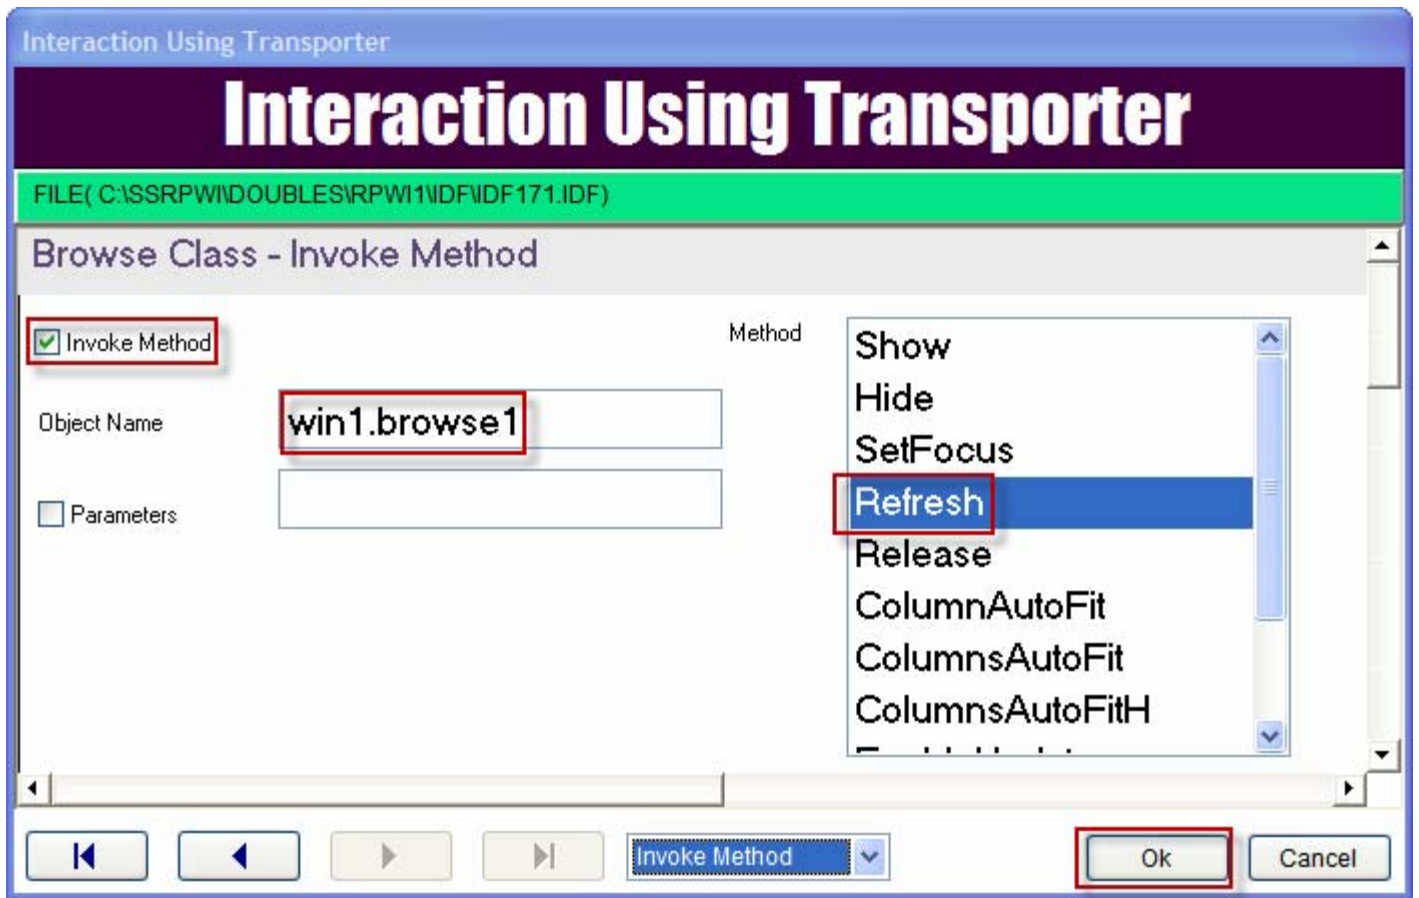 Interaction Using Transporter
Interaction Using Transporter
FILE( C:\SSRPWI\DOUBLES\RPWI1\IDF\IDF171.IDF)
Browse Class - Invoke Method
Invoke Method
Object Name
win1.browse1
Parameters
Method
Show
Hide
SetFocus
Refresh
Release
ColumnAutoFit
ColumnsAutoFit
ColumnsAutoFitH
Invoke Method
Ok
Cancel